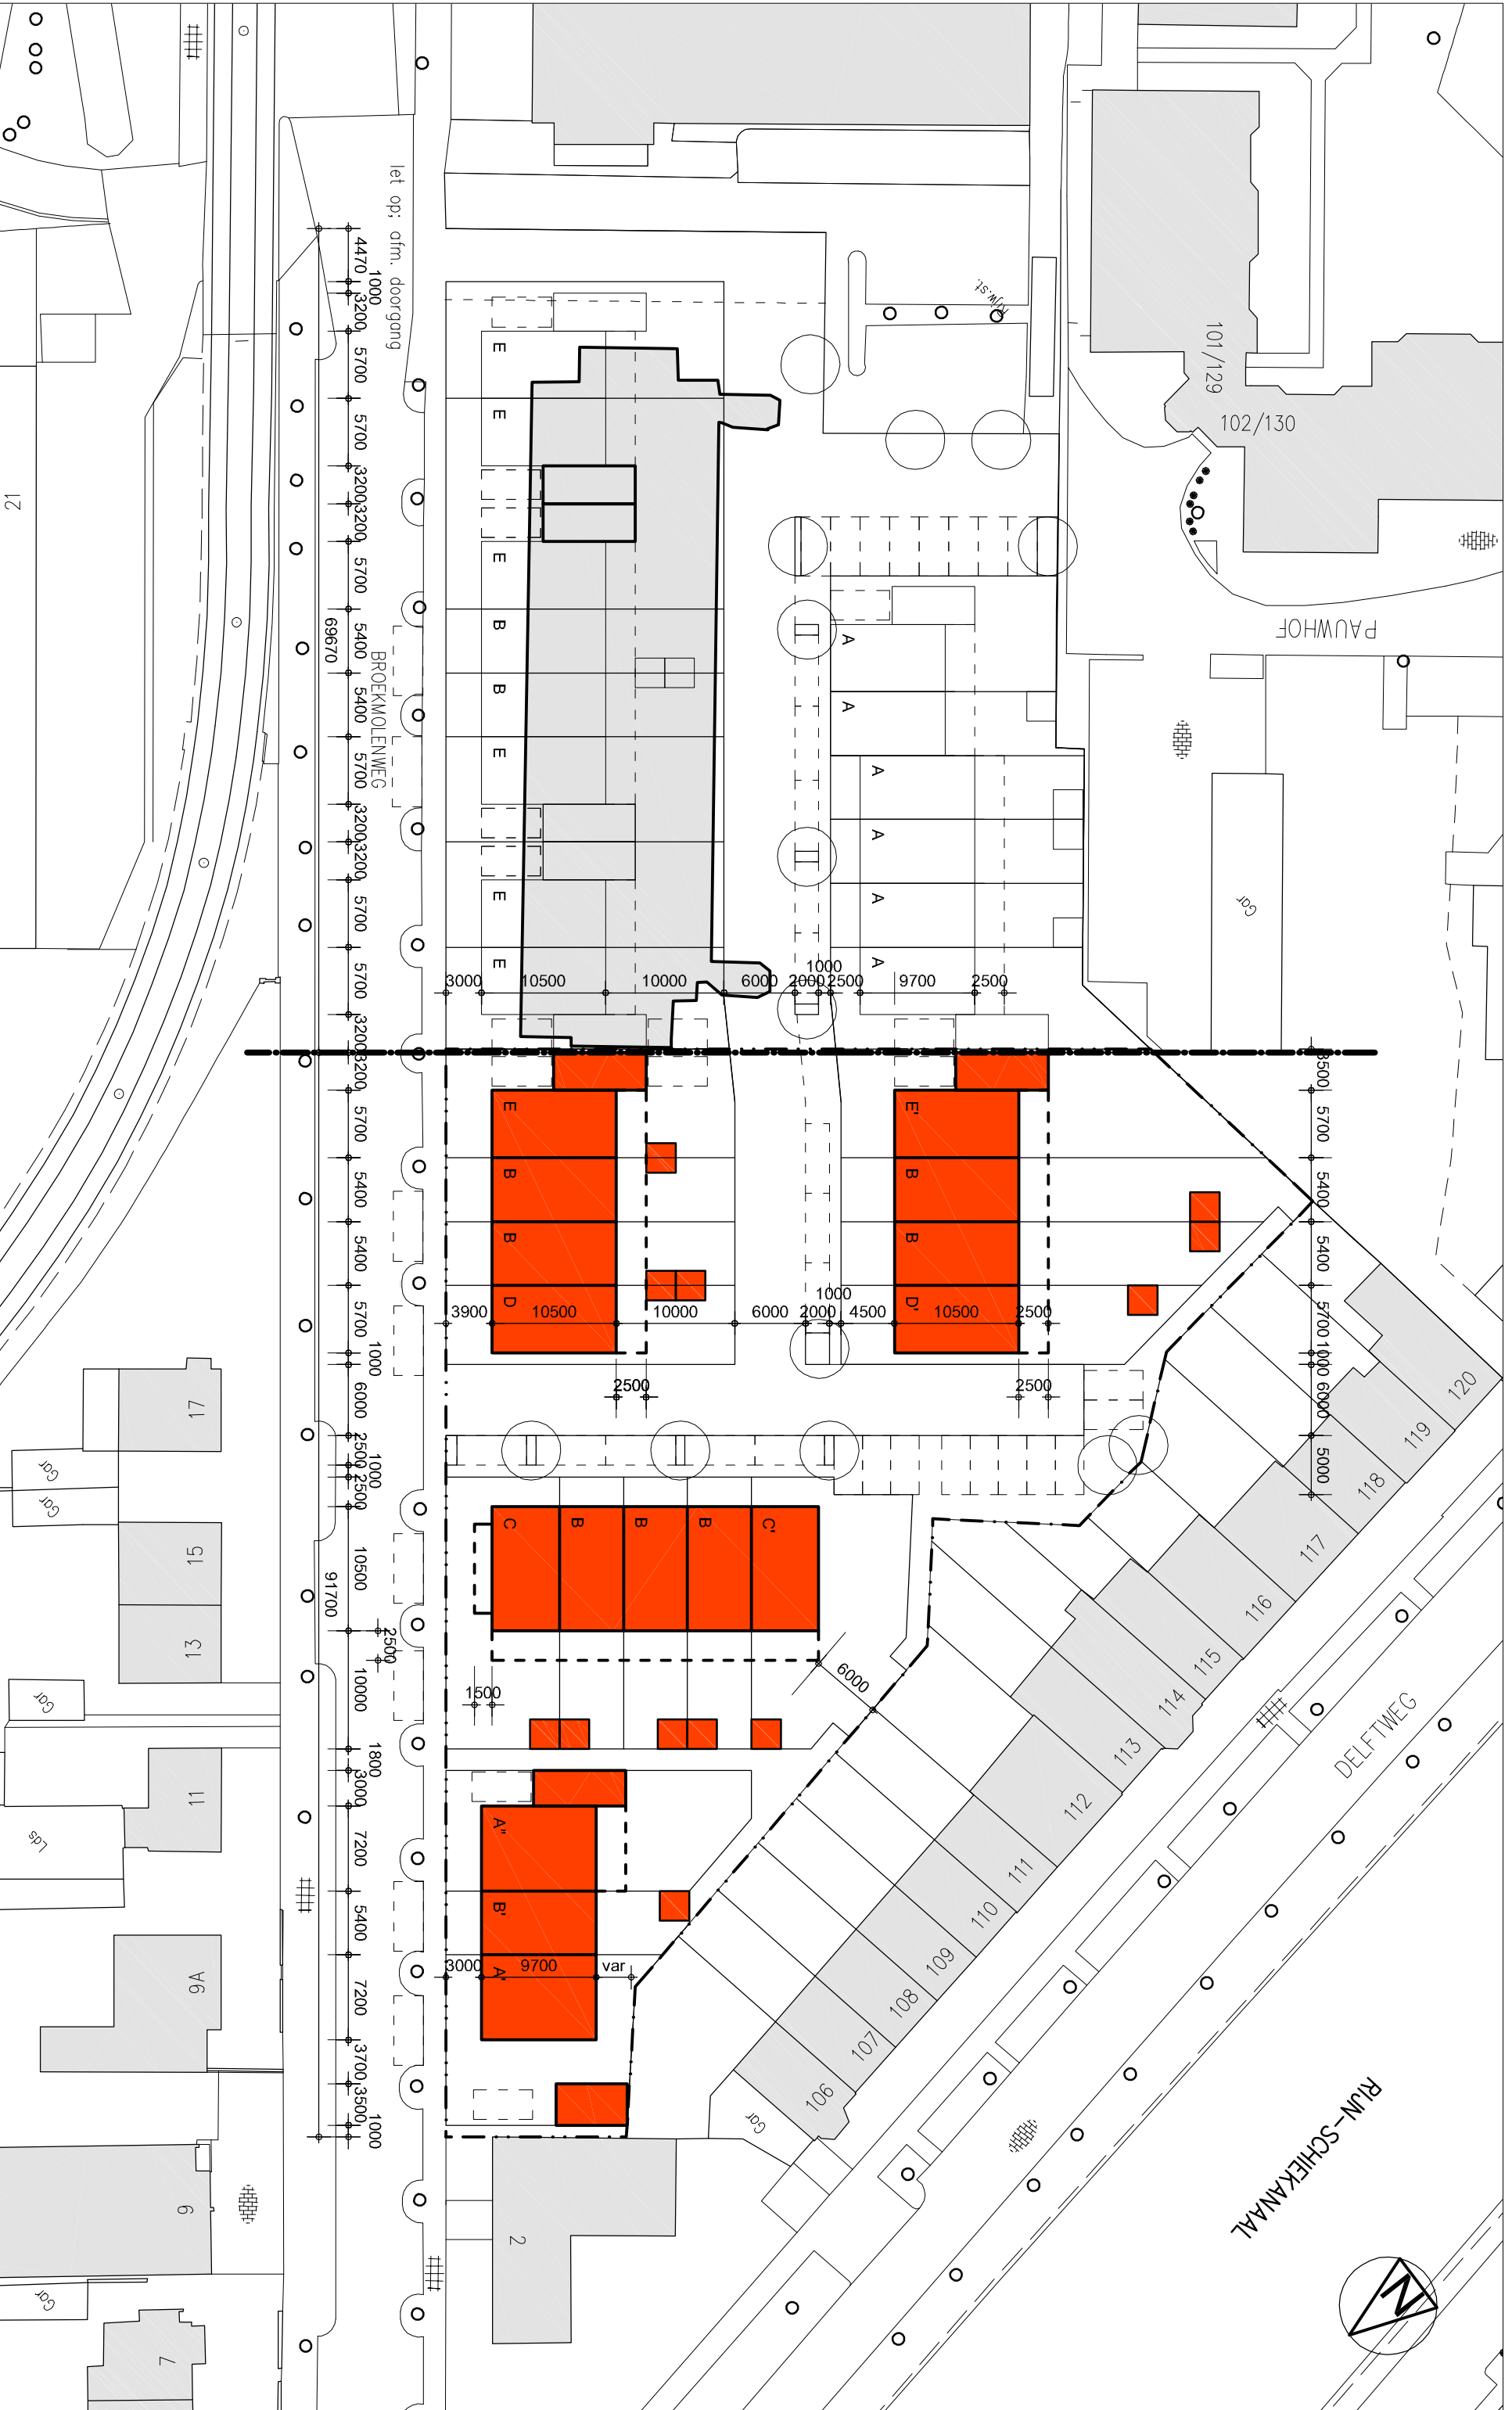 let op; afm. doorgang
4470
1000
3200
5700
5700
3200
3200
5700
5400
5400
5700
3200
3200
5700
5700
3200
3200
5700
5400
5400
5700
1000
6000
2500
1000
2500
10500
2500
10000
1800
3000
7200
5400
7200
3700
3500
1000
69670
91700
BROEKMOLENWEG
E
E
E
B
B
E
E
E
A
A
A
A
A
A
Rijw.st.
101/129
102/130
PAUWHOF
Gar
21
3000
10500
10000
6000
2000
1000
2500
9700
2500
E
B
B
D
E'
B
B
D'
3900
10500
10000
6000
2000
1000
4500
10500
2500
2500
2500
3500
5700
5400
5400
5700
1000
6000
5000
C
B
B
B
C'
1500
6000
A"
B'
A'
3000
9700
var
17
Gar
Gar
15
13
Gar
11
Lds
9A
9
Gar
7
2
Gar
106
107
108
109
110
111
112
113
114
115
116
117
118
119
120
DELFTWEG
RIJN-SCHIEKANAAL
N